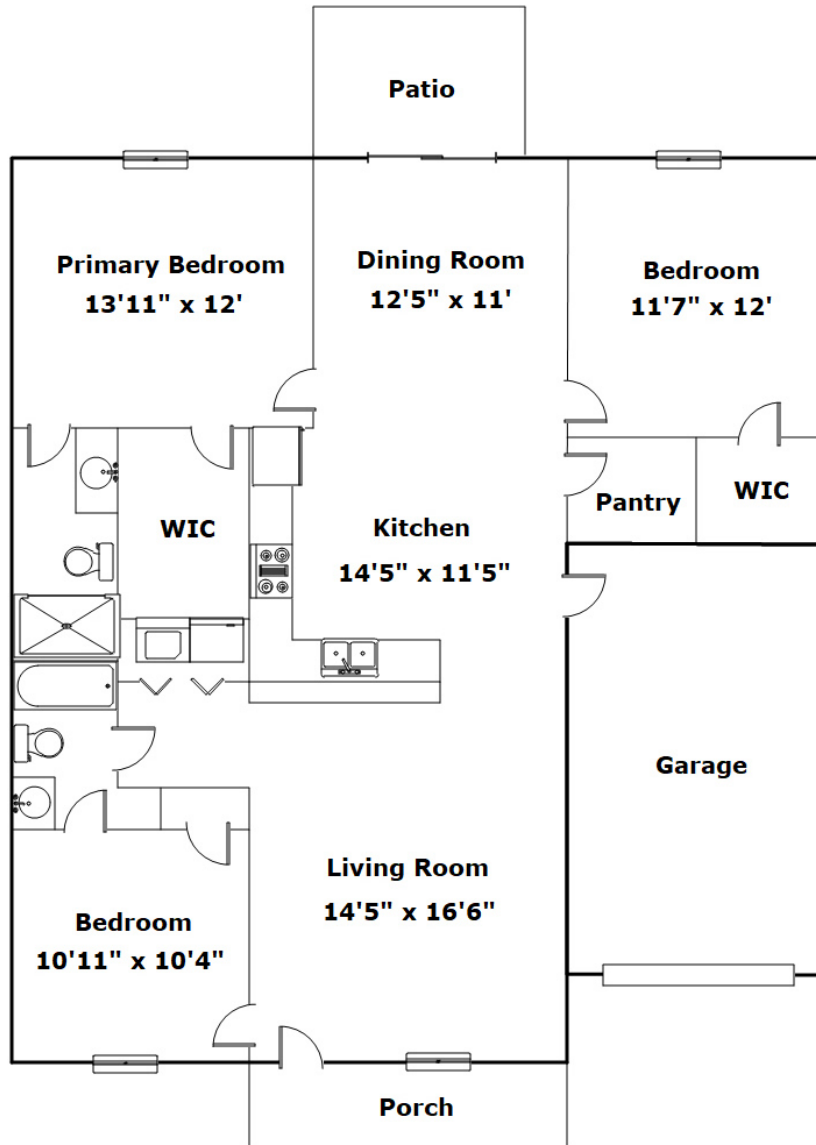 Patio
Primary Bedroom
13'11" x 12'
Dining Room
12'5" x 11'
Bedroom
11'7" x 12'
WIC
Kitchen
14'5" x 11'5"
Pantry
WIC
Garage
Living Room
14'5" x 16'6"
Bedroom
10'11" x 10'4"
Porch